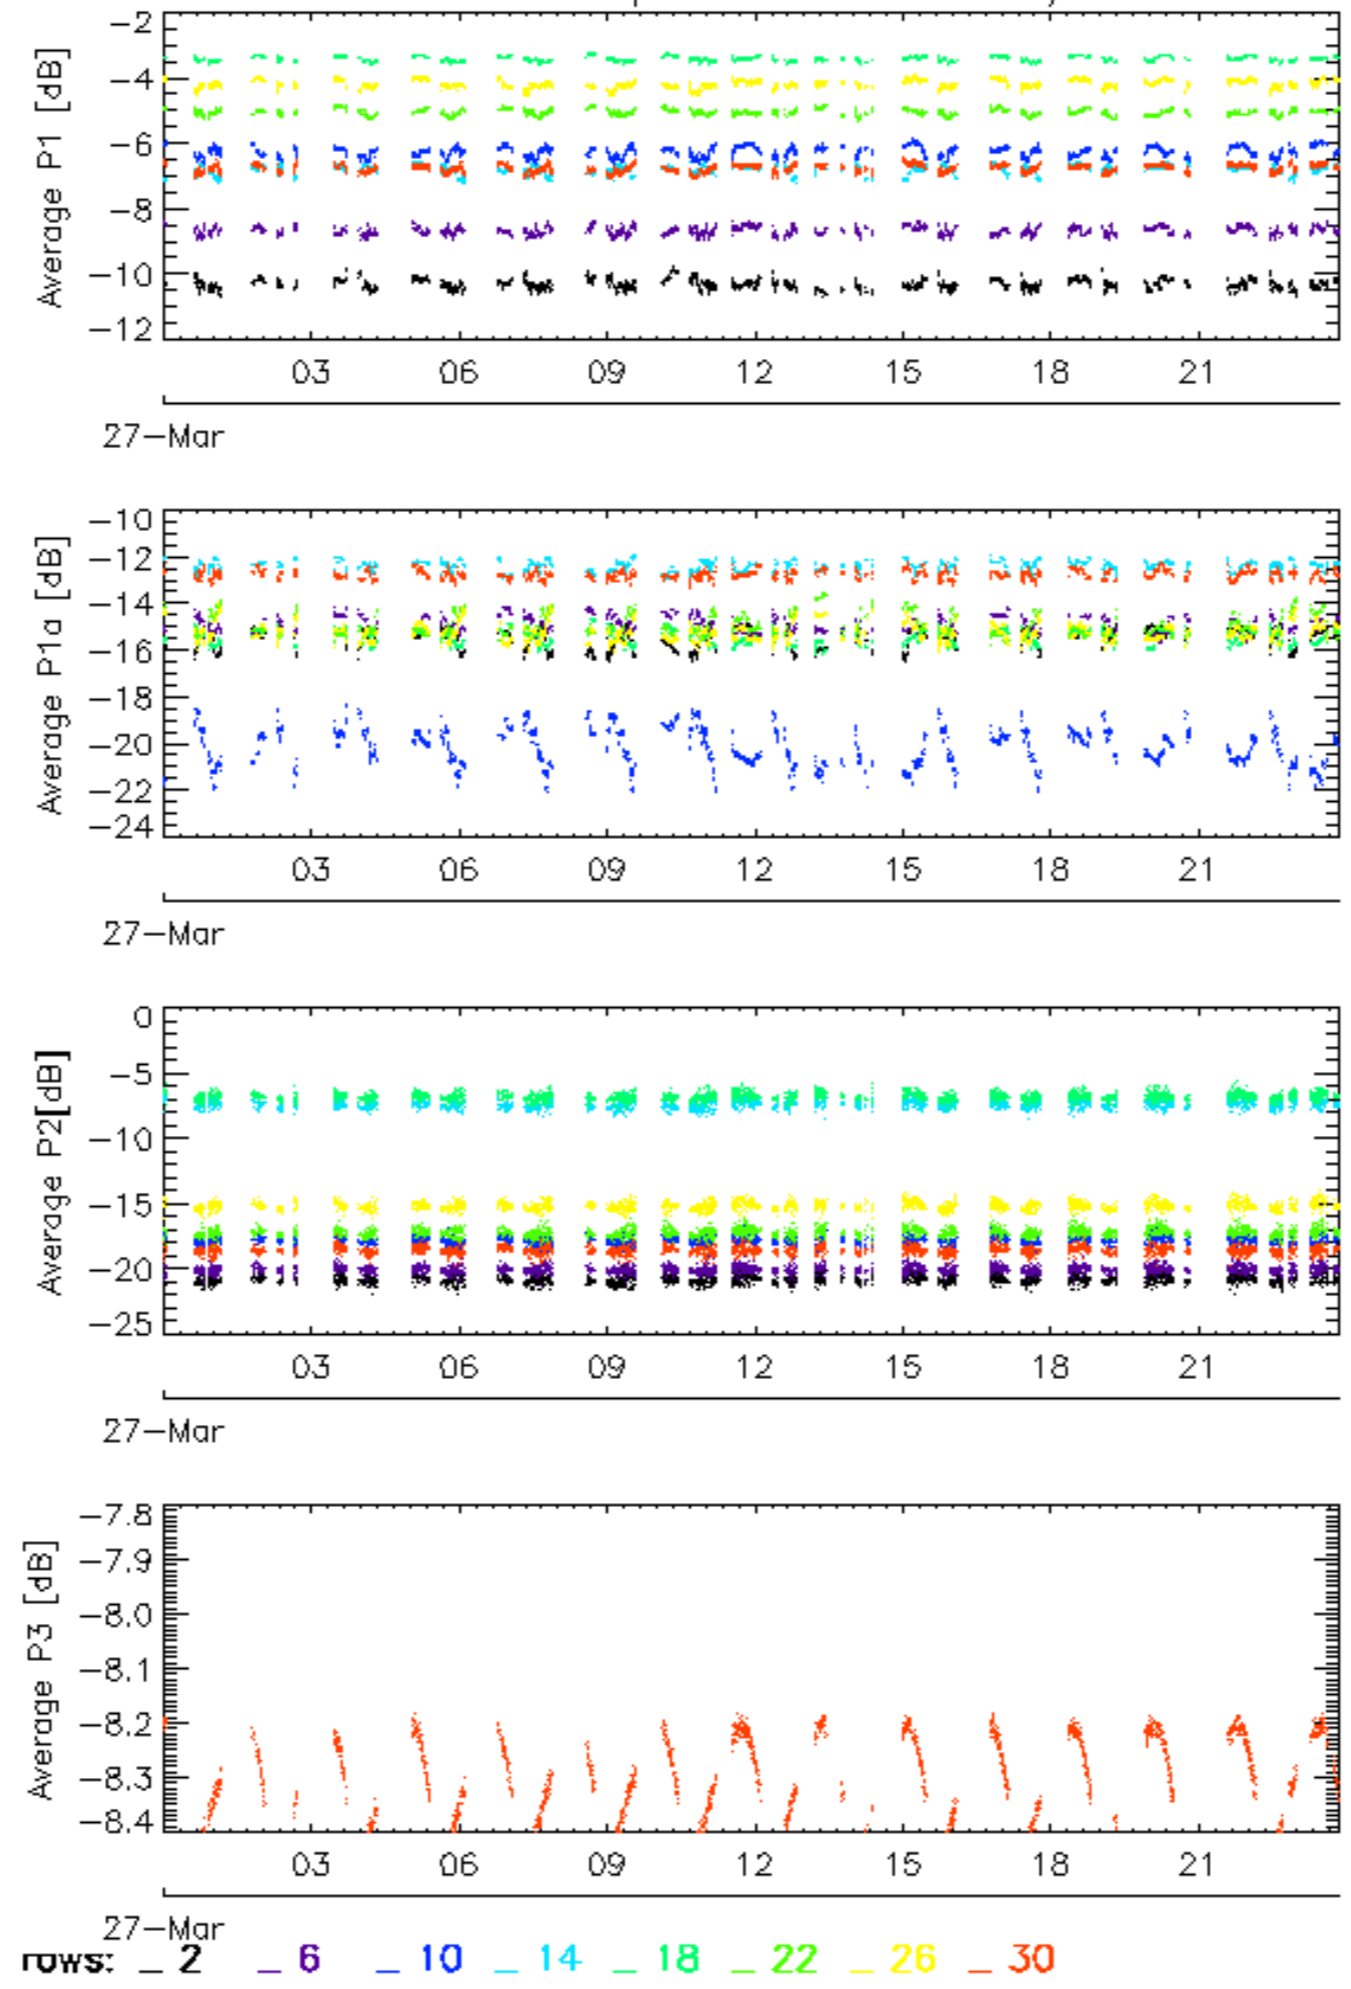 -2
-4
-6
-8
-10
-12
Average P1 [dB]
03 06 09 12 15 18 21
27-Mar
-10
-12
-14
-16
-18
-20
-22
-24
Average P1a [dB]
03 06 09 12 15 18 21
27-Mar
0
-5
-10
-15
-20
-25
Average P2[dB]
03 06 09 12 15 18 21
27-Mar
-7.8
-7.9
-8.0
-8.1
-8.2
-8.3
-8.4
Average P3 [dB]
03 06 09 12 15 18 21
27-Mar
rows: _ 2 _ 6 _ 10 _ 14 _ 18 _ 22 _ 26 _ 30